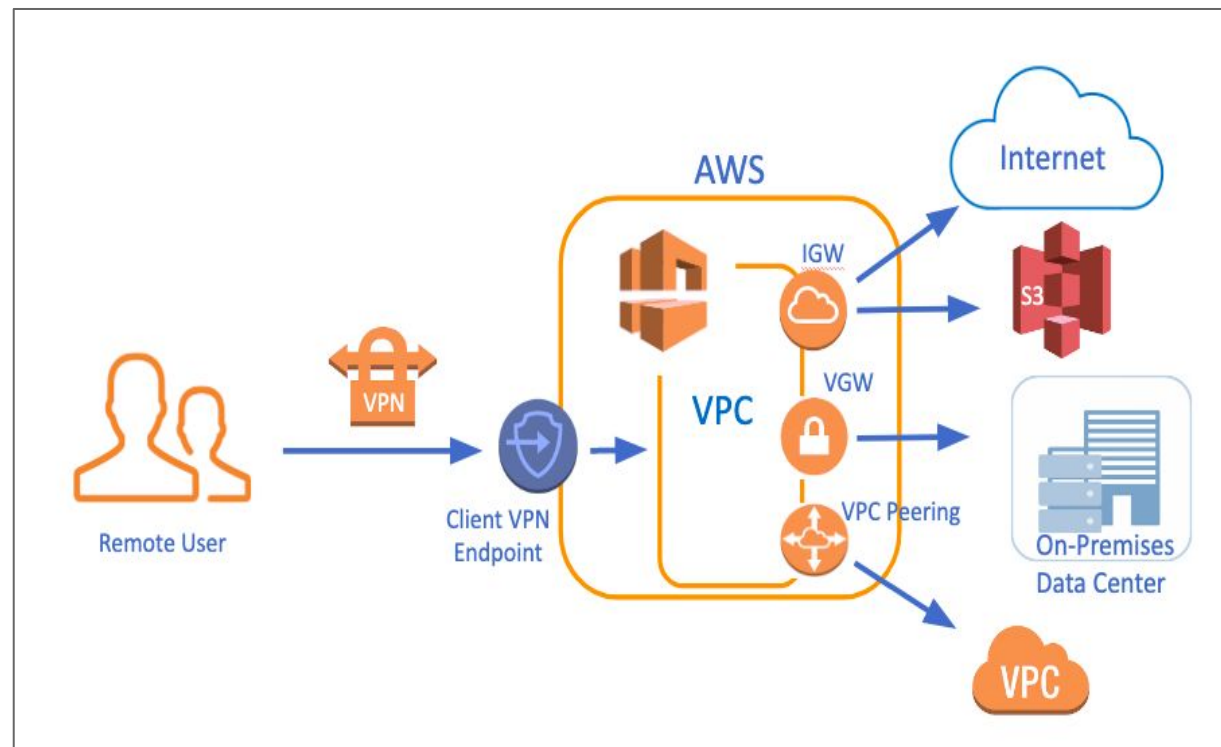 Internet
AWS
IGW
S3
VPN
VGW
VPC
Client VPN
Endpoint
Remote User
VPC Peering
On-Premises
Data Center
VPC